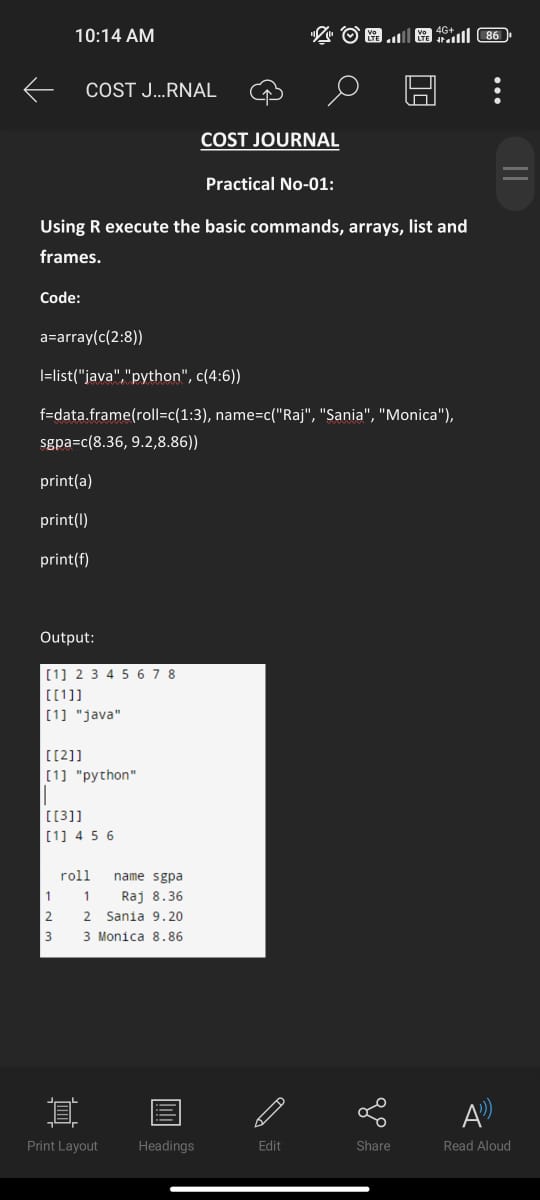 10:14 AM
Vo LTE
Vo LTE
4G+
86
COST J...RNAL
COST JOURNAL
Practical No-01:
Using R execute the basic commands, arrays, list and
frames.
Code:
a=array(c(2:8))
l=list("java","python", c(4:6))
f=data.frame(roll=c(1:3), name=c("Raj", "Sania", "Monica"),
sgpa=c(8.36, 9.2,8.86))
print(a)
print(l)
print(f)
Output:
[1] 2 3 4 5 6 7 8
[[1]]
[1] "java"
[[2]]
[1] "python"
[[3]]
[1] 4 5 6
roll name sgpa
1 1 Raj 8.36
2 2 Sania 9.20
3 3 Monica 8.86
Print Layout
Headings
Edit
Share
Read Aloud